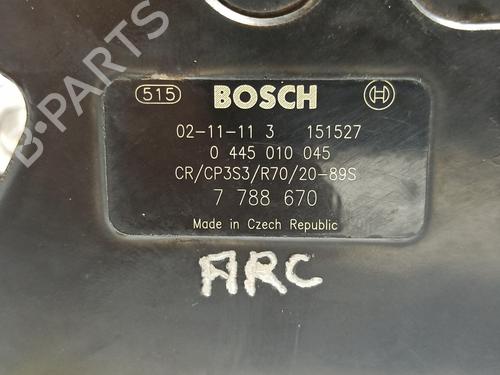 515 BOSCH
02-11-11 3 151527
0 445 010 045
CR/CP3S3/R70/20-89S
7 788 670
Made in Czech Republic
ARC